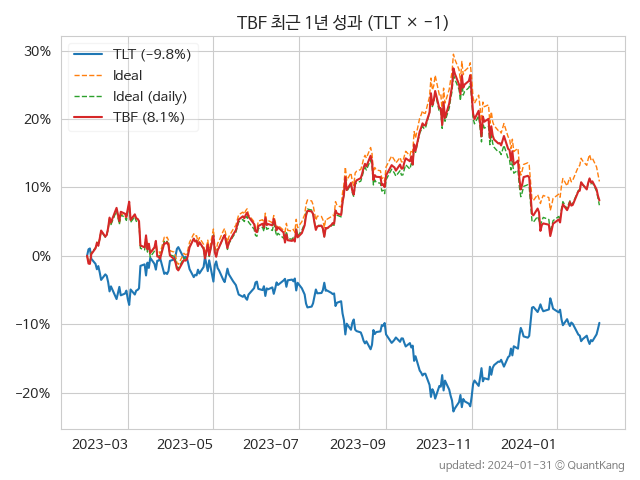 TBF 최근 1년 성과 (TLT × −1)
TLT (−9.8%)
Ideal
Ideal (daily)
TBF (8.1%)
30%
20%
10%
0%
−10%
−20%
2023-03
2023-05
2023-07
2023-09
2023-11
2024-01
updated: 2024-01-31 © QuantKang